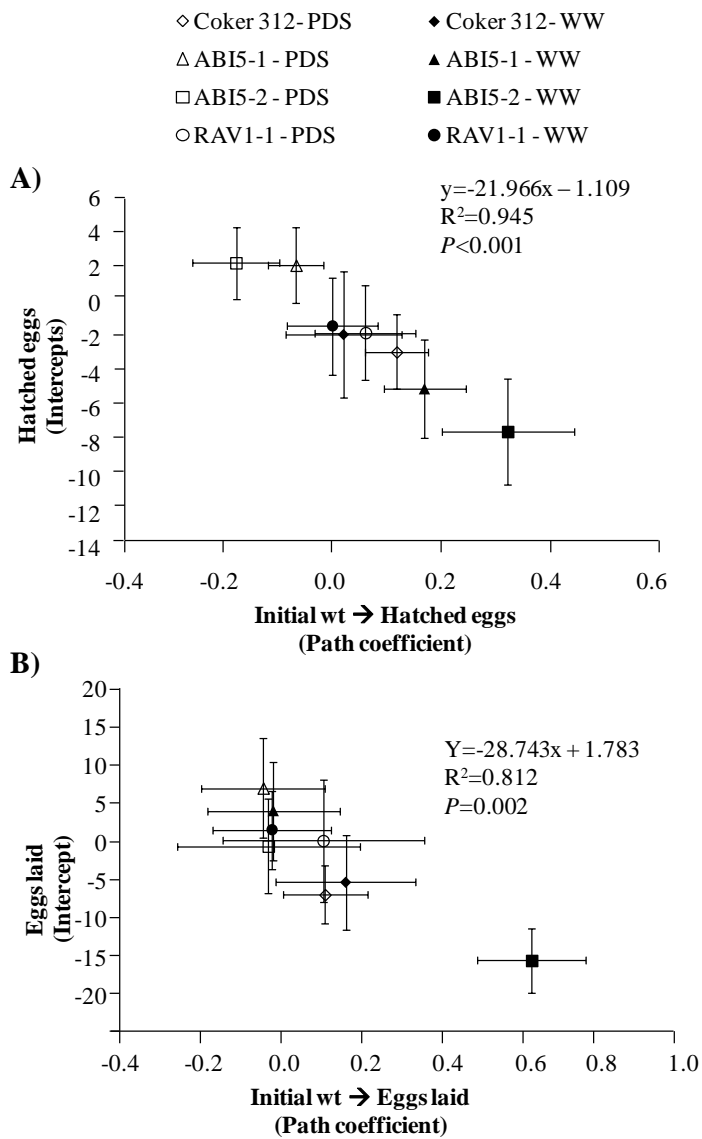 Coker 312- PDS
Coker 312- WW
ABI5-1 - PDS
ABI5-1 - WW
ABI5-2 - PDS
ABI5-2 - WW
RAV1-1 - PDS
RAV1-1 - WW
A)
y=-21.966x – 1.109
R²=0.945
P<0.001
Hatched eggs
(Intercepts)
6
4
2
0
-2
-4
-6
-8
-10
-12
-14
-0.4
-0.2
0.0
0.2
0.4
0.6
Initial wt → Hatched eggs
(Path coefficient)
B)
Y=-28.743x + 1.783
R²=0.812
P=0.002
Eggs laid
(Intercept)
20
15
10
5
0
-5
-10
-15
-20
-0.4
-0.2
0.0
0.2
0.4
0.6
0.8
1.0
Initial wt → Eggs laid
(Path coefficient)